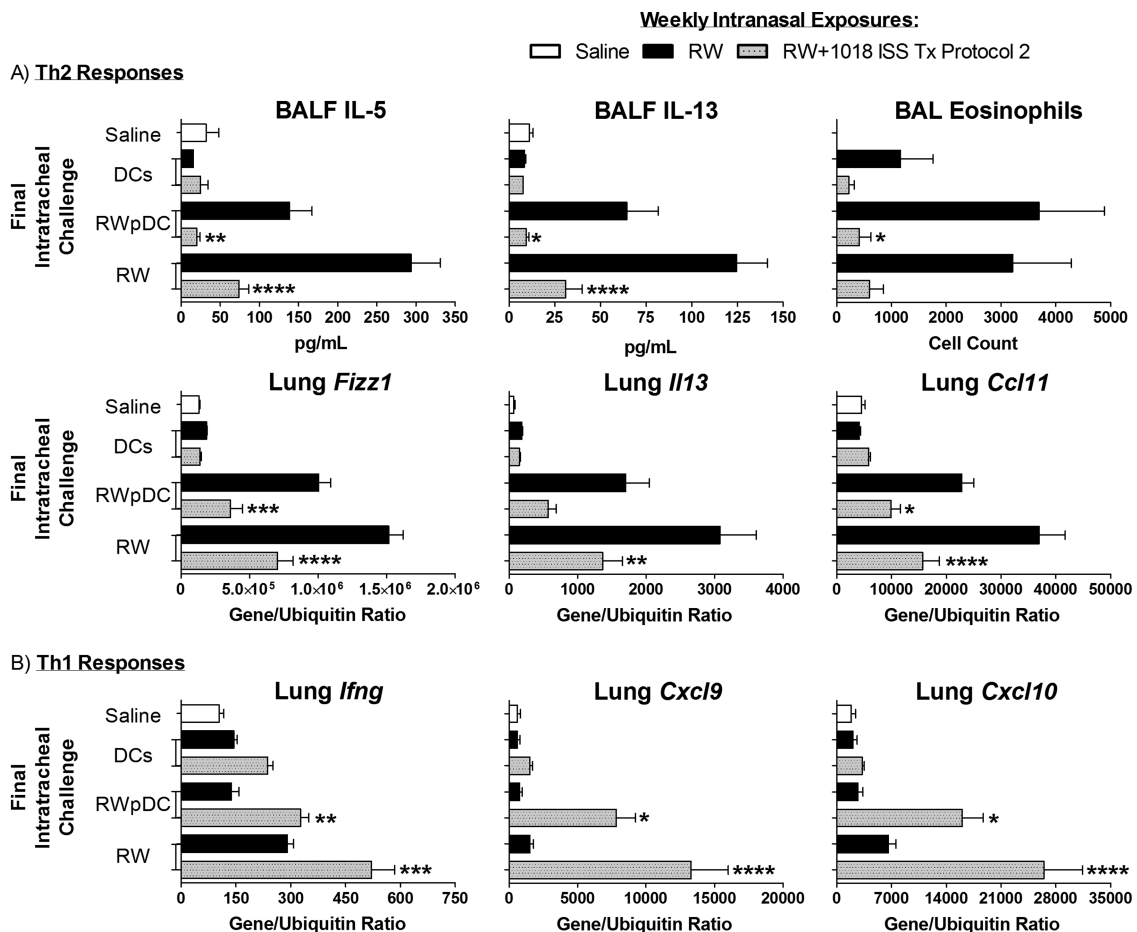 Weekly Intranasal Exposures:
Saline RW RW+1018 ISS Tx Protocol 2
A) Th2 Responses
BALF IL-5 BALF IL-13 BAL Eosinophils
Final
Intratracheal
Challenge
Saline
DCs
RWpDC
**
*
*
RW
****
****
0 50 100 150 200 250 300 350
0 25 50 75 100 125 150
0 1000 2000 3000 4000 5000
pg/mL pg/mL Cell Count
Lung Fizz1 Lung Il13 Lung Ccl11
Final
Intratracheal
Challenge
Saline
DCs
RWpDC
***
*
RW
****
**
****
0 5.0×10⁵ 1.0×10⁶ 1.5×10⁶ 2.0×10⁶
0 1000 2000 3000 4000
0 10000 20000 30000 40000 50000
Gene/Ubiquitin Ratio Gene/Ubiquitin Ratio Gene/Ubiquitin Ratio
B) Th1 Responses
Lung Ifng Lung Cxcl9 Lung Cxcl10
Final
Intratracheal
Challenge
Saline
DCs
RWpDC
**
*
*
RW
***
****
****
0 150 300 450 600 750
0 5000 10000 15000 20000
0 7000 14000 21000 28000 35000
Gene/Ubiquitin Ratio Gene/Ubiquitin Ratio Gene/Ubiquitin Ratio